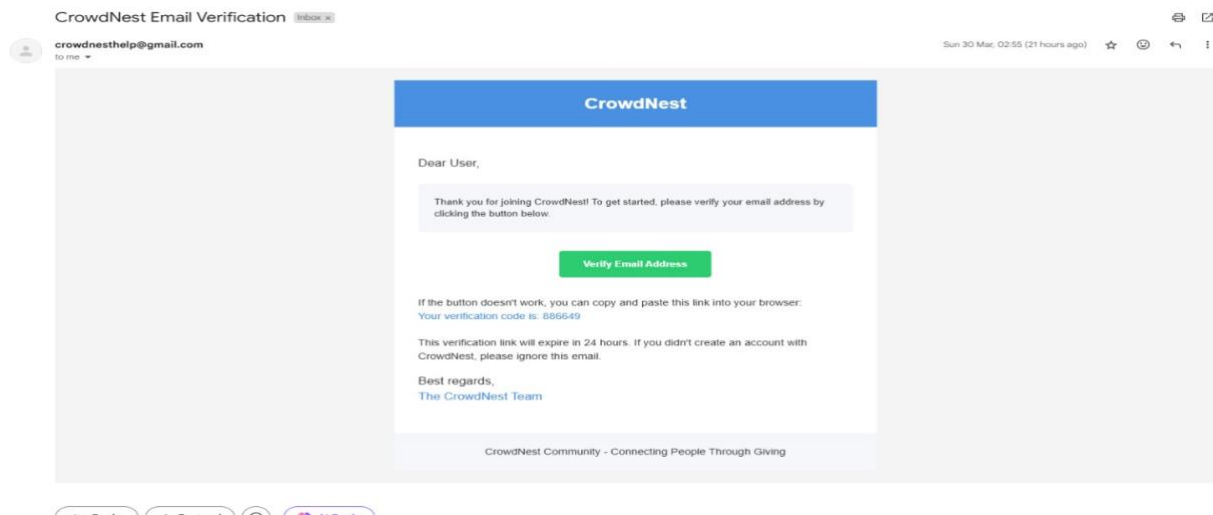 CrowdNest Email Verification Inbox x
crowdnesthelp@gmail.com
Sun 30 Mar, 02:55 (21 hours ago)
to me
CrowdNest
Dear User,
Thank you for joining CrowdNest! To get started, please verify your email address by
clicking the button below.
Verify Email Address
If the button doesn't work, you can copy and paste this link into your browser:
Your verification code is: 886649
This verification link will expire in 24 hours. If you didn't create an account with
CrowdNest, please ignore this email.
Best regards,
The CrowdNest Team
CrowdNest Community - Connecting People Through Giving